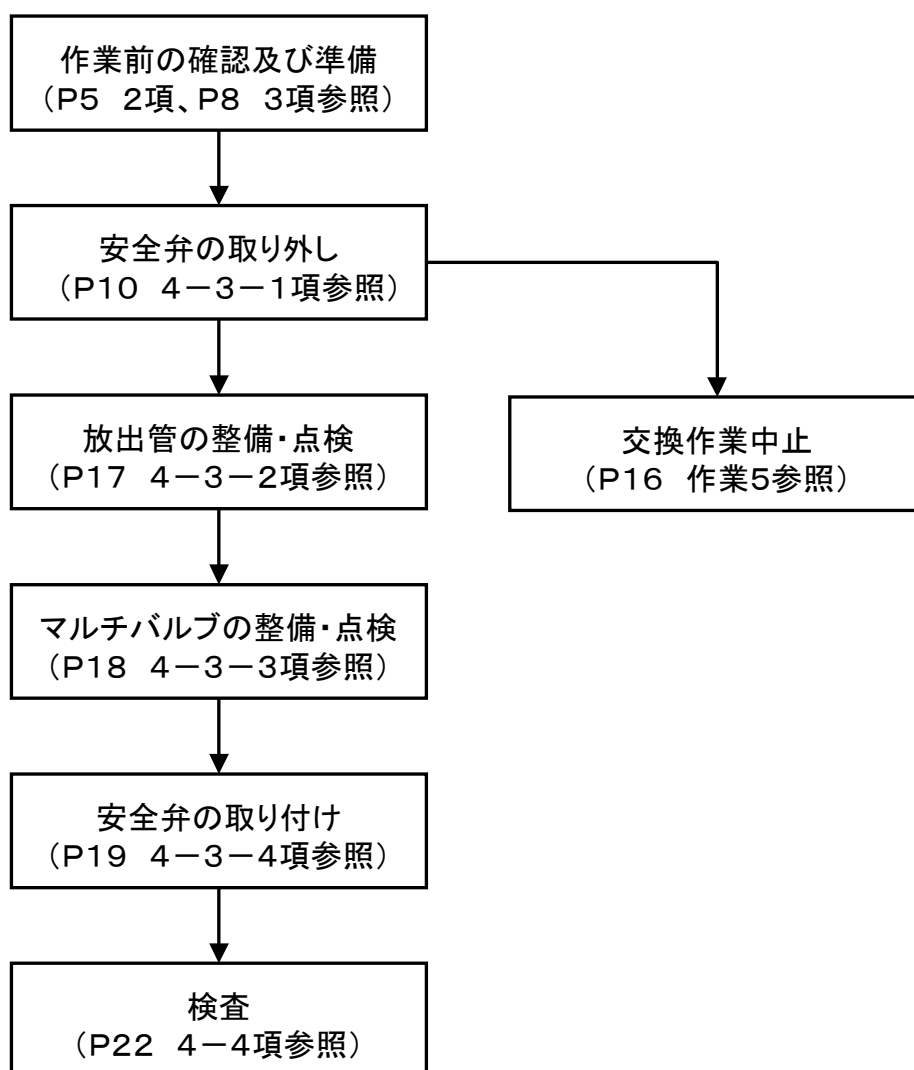 作業前の確認及び準備
（Ｐ５　２項、Ｐ８　３項参照）
安全弁の取り外し
（Ｐ１０　４－３－１項参照）
放出管の整備・点検
（Ｐ１７　４－３－２項参照）
交換作業中止
（Ｐ１６　作業５参照）
マルチバルブの整備・点検
（Ｐ１８　４－３－３項参照）
安全弁の取り付け
（Ｐ１９　４－３－４項参照）
検査
（Ｐ２２　４－４項参照）